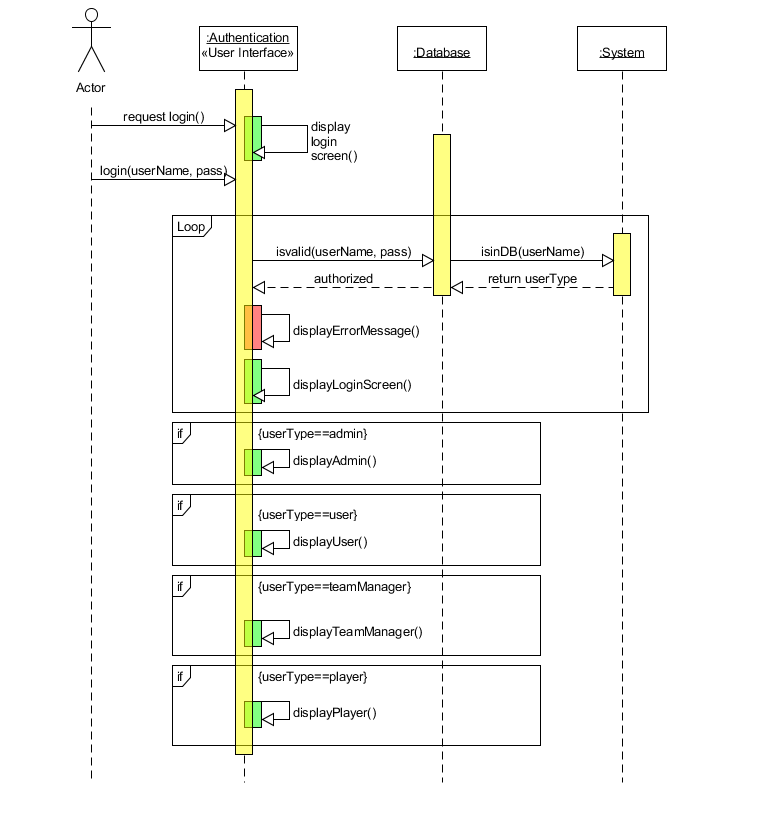 :Authentication
«User Interface»
:Database
:System
Actor
request login()
display
login
screen()
login(userName, pass)
Loop
isvalid(userName, pass)
isinDB(userName)
authorized
return userType
displayErrorMessage()
displayLoginScreen()
if
{userType==admin}
displayAdmin()
if
{userType==user}
displayUser()
if
{userType==teamManager}
displayTeamManager()
if
{userType==player}
displayPlayer()